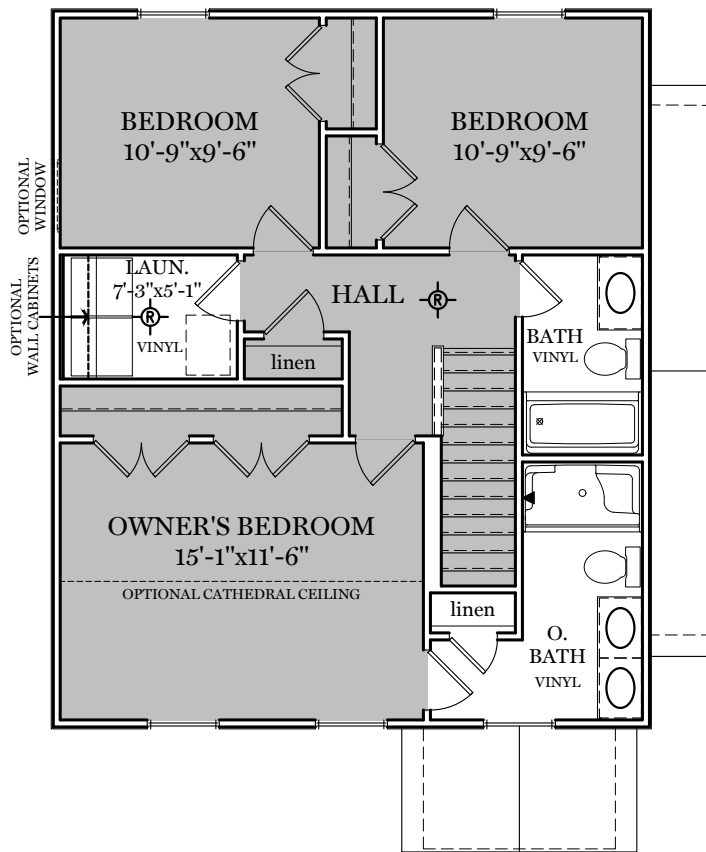 BEDROOM
10'-9"x9'-6"
BEDROOM
10'-9"x9'-6"
OPTIONAL
WINDOW
OPTIONAL
WALL CABINETS
LAUN.
7'-3"x5'-1"
R
VINYL
HALL
R
linen
BATH
VINYL
OWNER'S BEDROOM
15'-1"x11'-6"
OPTIONAL CATHEDRAL CEILING
linen
O.
BATH
VINYL